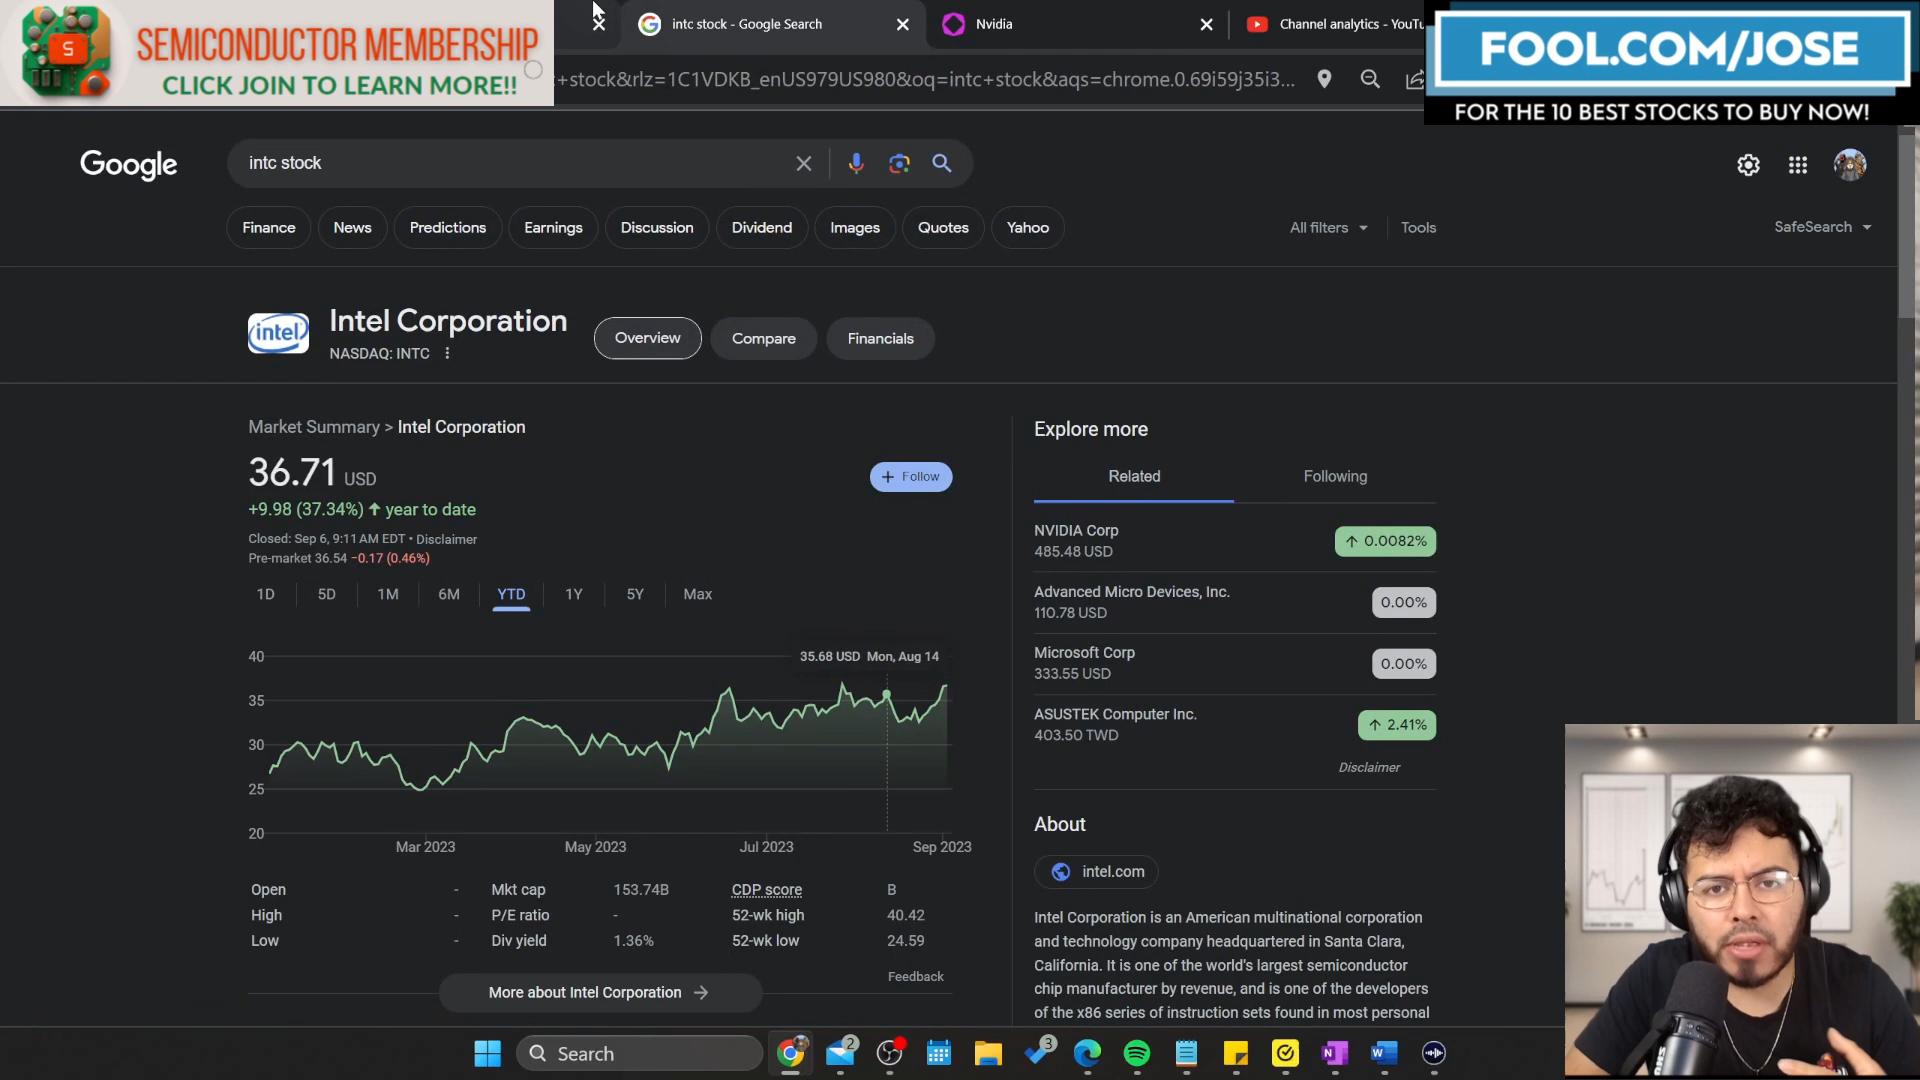 SEMICONDUCTOR MEMBERSHIP
CLICK JOIN TO LEARN MORE!!
S
intc stock - Google Search
Nvidia
Channel analytics - YouTu
FOOL.COM/JOSE
FOR THE 10 BEST STOCKS TO BUY NOW!
+stock&rlz=1C1VDKB_enUS979US980&oq=intc+stock&aqs=chrome.0.69i59j35i3...
Google
intc stock
Finance
News
Predictions
Earnings
Discussion
Dividend
Images
Quotes
Yahoo
All filters
Tools
SafeSearch
intel
Intel Corporation
NASDAQ: INTC
Overview
Compare
Financials
Market Summary > Intel Corporation
36.71 USD
+9.98 (37.34%) ↑ year to date
Closed: Sep 6, 9:11 AM EDT • Disclaimer
Pre-market 36.54 −0.17 (0.46%)
+ Follow
1D
5D
1M
6M
YTD
1Y
5Y
Max
35.68 USD Mon, Aug 14
40
35
30
25
20
Mar 2023
May 2023
Jul 2023
Sep 2023
Open - Mkt cap 153.74B CDP score B
High - P/E ratio - 52-wk high 40.42
Low - Div yield 1.36% 52-wk low 24.59
Feedback
More about Intel Corporation →
Explore more
Related
Following
NVIDIA Corp
485.48 USD
↑ 0.0082%
Advanced Micro Devices, Inc.
110.78 USD
0.00%
Microsoft Corp
333.55 USD
0.00%
ASUSTEK Computer Inc.
403.50 TWD
↑ 2.41%
Disclaimer
About
intel.com
Intel Corporation is an American multinational corporation
and technology company headquartered in Santa Clara,
California. It is one of the world's largest semiconductor
chip manufacturer by revenue, and is one of the developers
of the x86 series of instruction sets found in most personal
Search
2
3
N
W